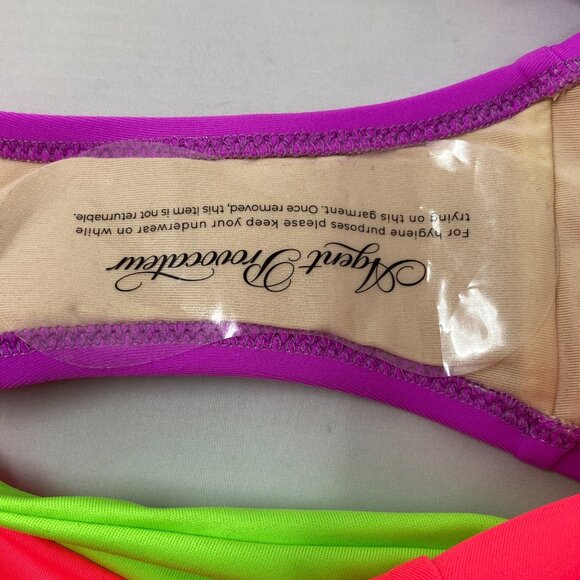 Agent Provocateur
For hygiene purposes please keep your underwear on while
trying on this garment. Once removed, this item is not returnable.